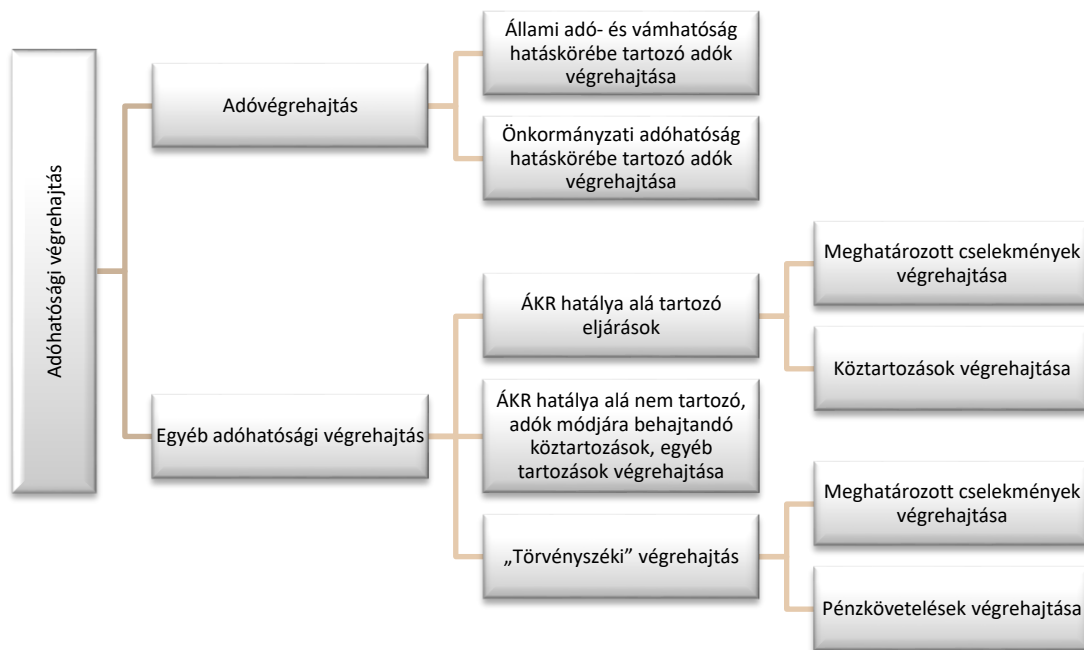 Adóhatósági végrehajtás
Adóvégrehajtás
Állami adó- és vámhatóság
hatáskörébe tartozó adók
végrehajtása
Önkormányzati adóhatóság
hatáskörébe tartozó adók
végrehajtása
Egyéb adóhatósági végrehajtás
ÁKR hatálya alá tartozó
eljárások
Meghatározott cselekmények
végrehajtása
Köztartozások végrehajtása
ÁKR hatálya alá nem tartozó,
adók módjára behajtandó
köztartozások, egyéb
tartozások végrehajtása
„Törvényszéki” végrehajtás
Meghatározott cselekmények
végrehajtása
Pénzkövetelések végrehajtása